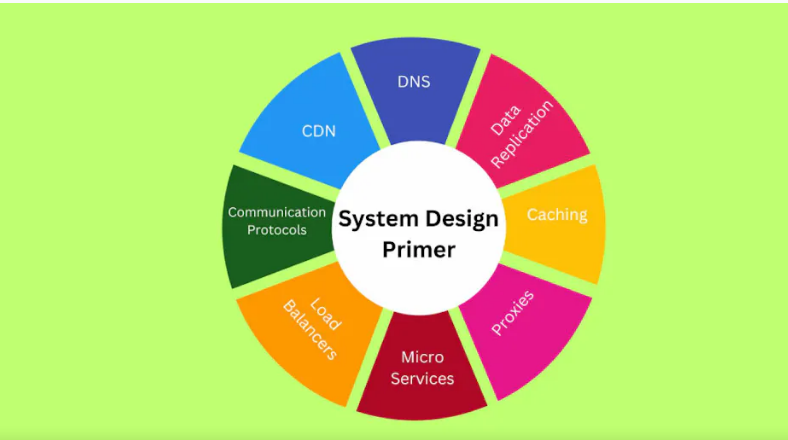 DNS
Data
Replication
CDN
Caching
Communication
Protocols
System Design
Primer
Load
Balancers
Proxies
Micro
Services